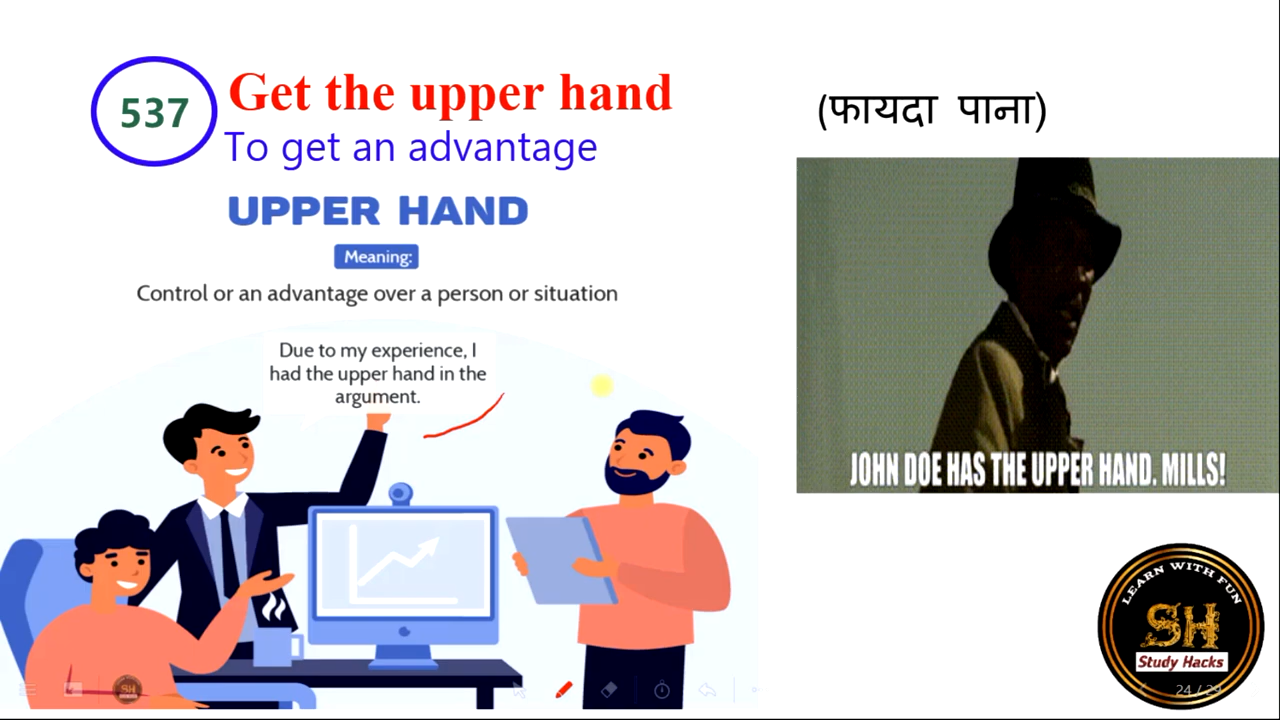 537
Get the upper hand
To get an advantage
(फायदा पाना)
UPPER HAND
Meaning:
Control or an advantage over a person or situation
Due to my experience, I
had the upper hand in the
argument.
JOHN DOE HAS THE UPPER HAND. MILLS!
LEARN WITH FUN
SH
Study Hacks
SH